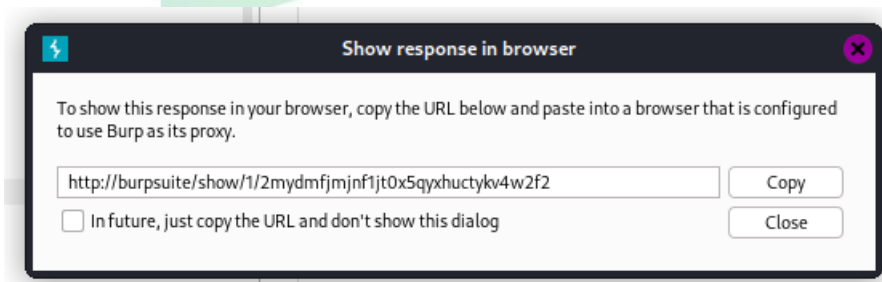 Show response in browser
To show this response in your browser, copy the URL below and paste into a browser that is configured
to use Burp as its proxy.
http://burpsuite/show/1/2mydmfjmjnf1jt0x5qyxhuctykv4w2f2
Copy
In future, just copy the URL and don't show this dialog
Close